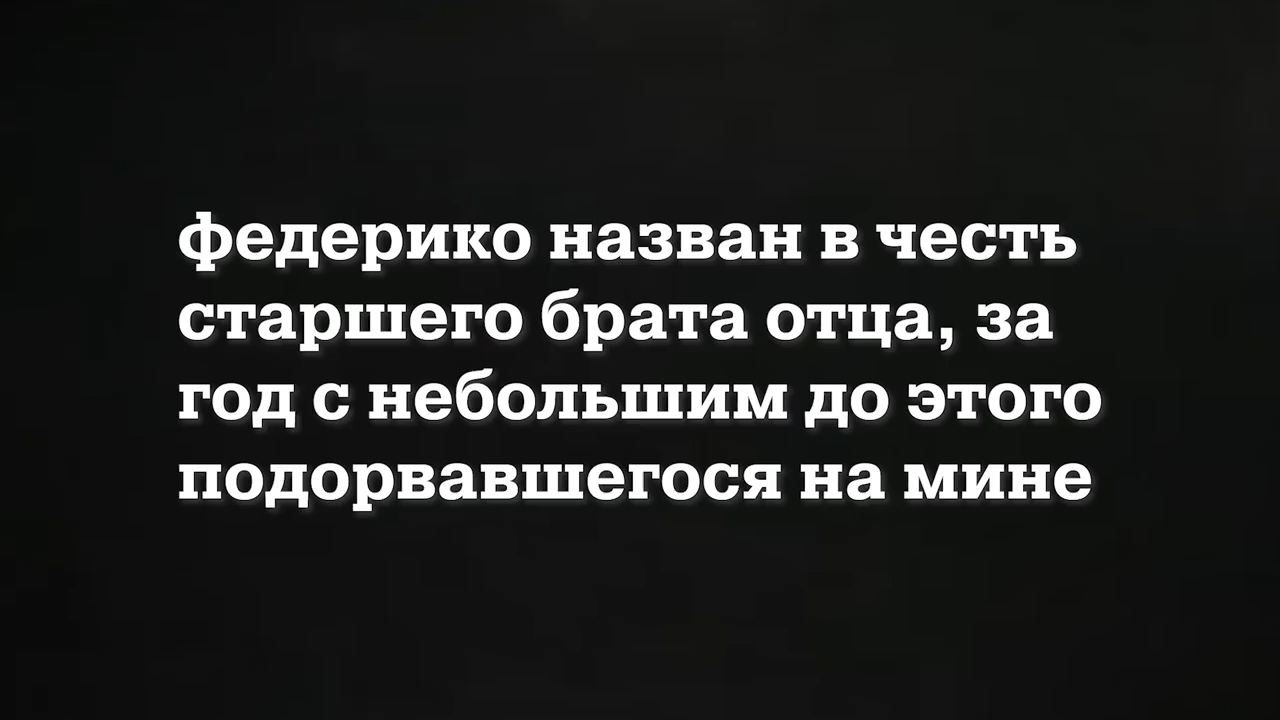 федерико назван в честь
старшего брата отца, за
год с небольшим до этого
подорвавшегося на мине